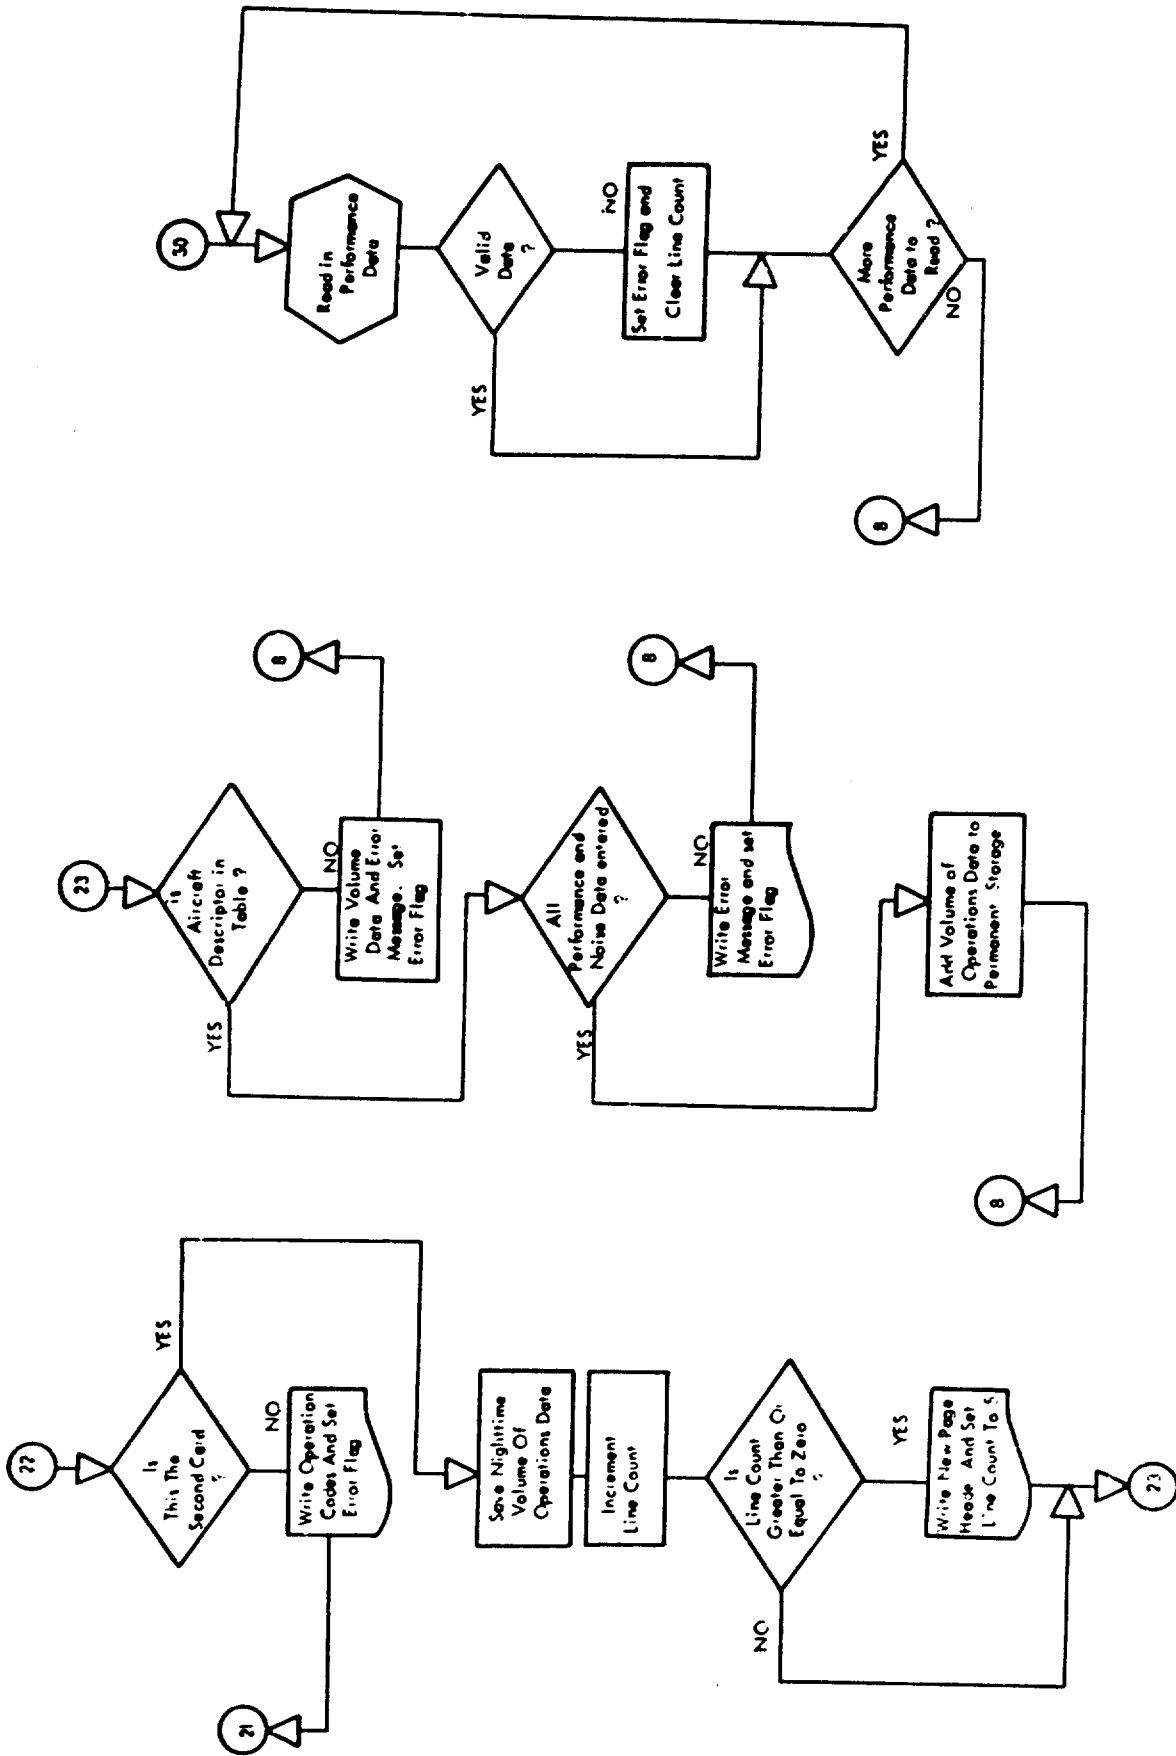 22
Is
This The
Second Card
?
YES
NO
Write Operation
Codes And Set
Error Flag
21
Save Nighttime
Volume Of
Operations Data
Increment
Line Count
Is
Line Count
Greater Than Or
Equal To Zero
?
YES
NO
Write New Page
Heade And Set
Line Count To 5
23
23
Is
Aircraft
Descriptor in
Table ?
YES
NO
Write Volume
Data And Error
Message. Set
Error Flag
8
All
Performance and
Noise Data entered
?
YES
NO
Write Error
Message and set
Error Flag
8
Add Volume of
Operations Data to
Permanent Storage
8
30
Read in
Performance
Data
Valid
Data
?
YES
NO
Set Error Flag and
Clear Line Count
More
Performance
Data to
Read ?
YES
NO
8